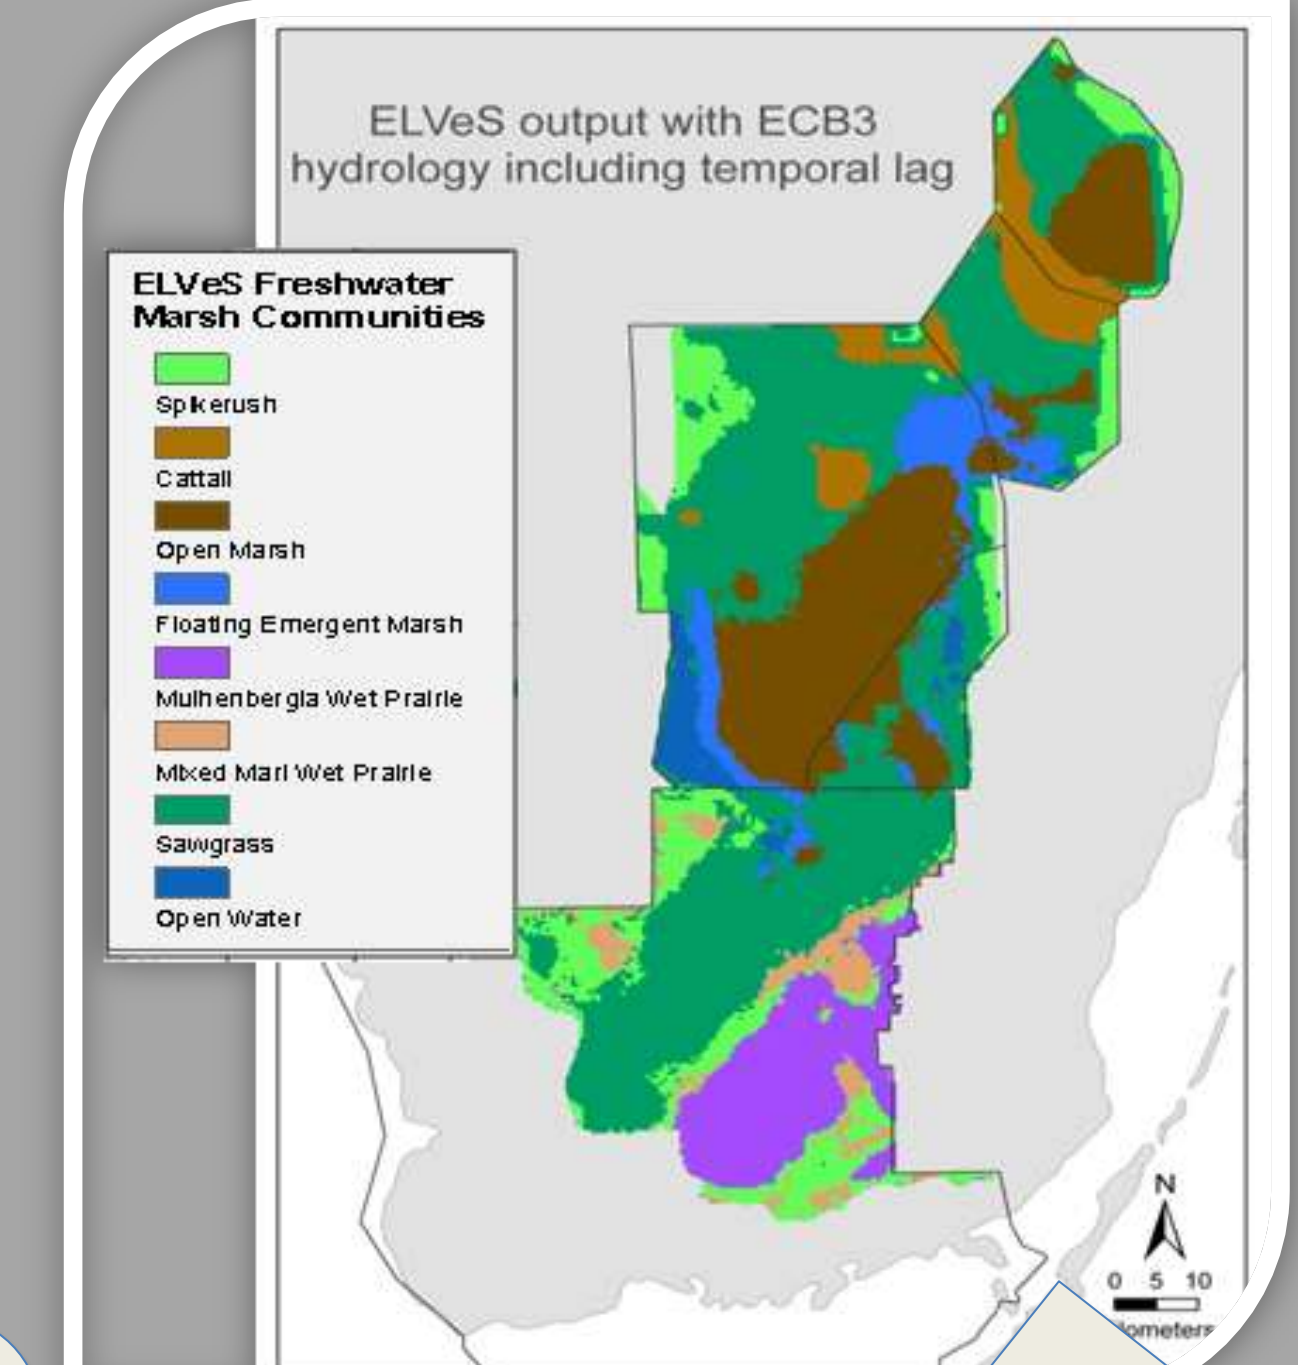 ELVeS output with ECB3
hydrology including temporal lag
ELVeS Freshwater
Marsh Communities
Spikerush
Cattail
Open Marsh
Floating Emergent Marsh
Mulhenbergia Wet Prairie
Mixed Marl Wet Prairie
Sawgrass
Open Water
N
0 5 10
lometers